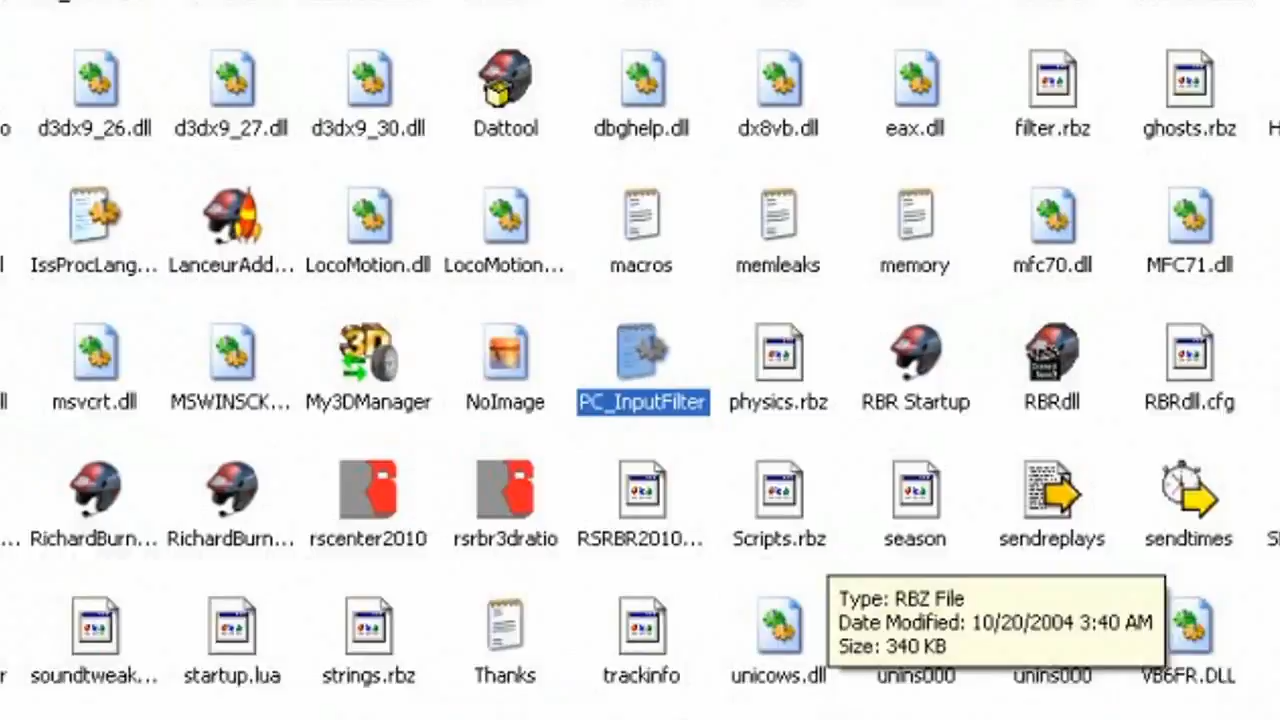 d3dx9_26.dll d3dx9_27.dll d3dx9_30.dll Dattool dbghelp.dll dx8vb.dll eax.dll filter.rbz ghosts.rbz
IssProcLang... LanceurAdd... LocoMotion.dll LocoMotion... macros memleaks memory mfc70.dll MFC71.dll
msvcrt.dll MSWINSCK... My3DManager NoImage PC_InputFilter physics.rbz RBR Startup RBRdll RBRdll.cfg
RichardBurn... RichardBurn... rscenter2010 rsrbr3dratio RSRBR2010... Scripts.rbz season sendreplays sendtimes
Type: RBZ File
Date Modified: 10/20/2004 3:40 AM
Size: 340 KB
soundtweak... startup.lua strings.rbz Thanks trackinfo unicows.dll unins000 unins000 VB6FR.DLL